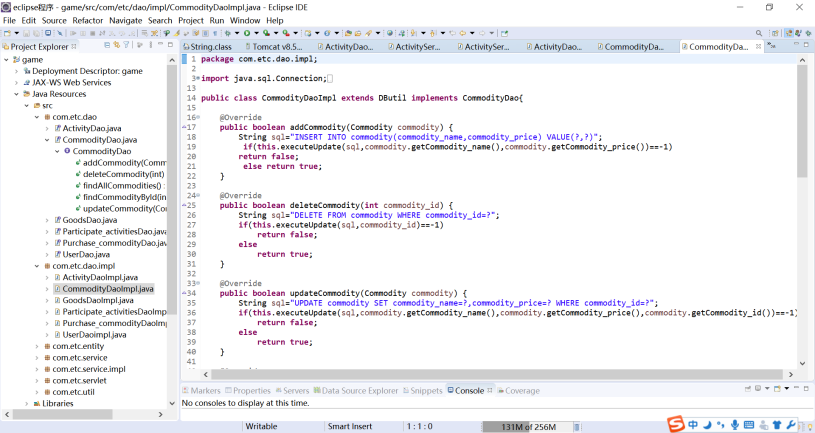 eclipse程序 - game/src/com/etc/dao/impl/CommodityDaoImpl.java - Eclipse IDE
File Edit Source Refactor Navigate Search Project Run Window Help
Project Explorer
String.class Tomcat v8.5... ActivityDao... ActivitySer... ActivitySer... ActivityDao... CommodityDa... CommodityDa...
game
Deployment Descriptor: game
JAX-WS Web Services
Java Resources
src
com.etc.dao
ActivityDao.java
CommodityDao.java
CommodityDao
addCommodity(Comm
deleteCommodity(int)
findAllCommodities() :
findCommodityById(in
updateCommodity(Co
GoodsDao.java
Participate_activitiesDao.java
Purchase_commodityDao.jav
UserDao.java
com.etc.dao.impl
ActivityDaoImpl.java
CommodityDaoImpl.java
GoodsDaoImpl.java
Participate_activitiesDaoImp
Purchase_commodityDaoImp
UserDaoimpl.java
com.etc.entity
com.etc.service
com.etc.service.impl
com.etc.servlet
com.etc.util
Libraries
1 package com.etc.dao.impl;
2
3 import java.sql.Connection;
13
14 public class CommodityDaoImpl extends DBUtil implements CommodityDao{
15
16 @Override
17 public boolean addCommodity(Commodity commodity) {
18 String sql="INSERT INTO commodity(commodity_name,commodity_price) VALUE(?,?)";
19 if(this.executeUpdate(sql,commodity.getCommodity_name(),commodity.getCommodity_price())==-1)
20 return false;
21 else return true;
22 }
23
24 @Override
25 public boolean deleteCommodity(int commodity_id) {
26 String sql="DELETE FROM commodity WHERE commodity_id=?";
27 if(this.executeUpdate(sql,commodity_id)==-1)
28 return false;
29 else
30 return true;
31 }
32
33 @Override
34 public boolean updateCommodity(Commodity commodity) {
35 String sql="UPDATE commodity SET commodity_name=?,commodity_price=? WHERE commodity_id=?";
36 if(this.executeUpdate(sql,commodity.getCommodity_name(),commodity.getCommodity_price(),commodity.getCommodity_id())==-1)
37 return false;
38 else
39 return true;
40 }
41
Markers Properties Servers Data Source Explorer Snippets Console Coverage
No consoles to display at this time.
Writable Smart Insert 1 : 1 : 0 131M of 256M
中